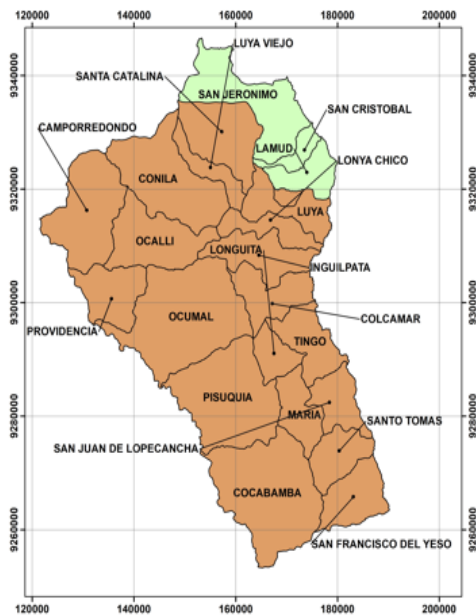 120000 140000 160000 180000 200000
LUYA VIEJO
9340000 9340000
SANTA CATALINA
SAN JERONIMO
SAN CRISTOBAL
CAMPORREDONDO
LAMUD
LONYA CHICO
CONILA
9320000 9320000
LUYA
OCALLI
LONGUITA
INGUILPATA
9300000 9300000
OCUMAL
COLCAMAR
PROVIDENCIA
TINGO
PISUQUIA
9280000 9280000
MARIA
SANTO TOMAS
SAN JUAN DE LOPECANCHA
COCABAMBA
9260000 9260000
SAN FRANCISCO DEL YESO
120000 140000 160000 180000 200000